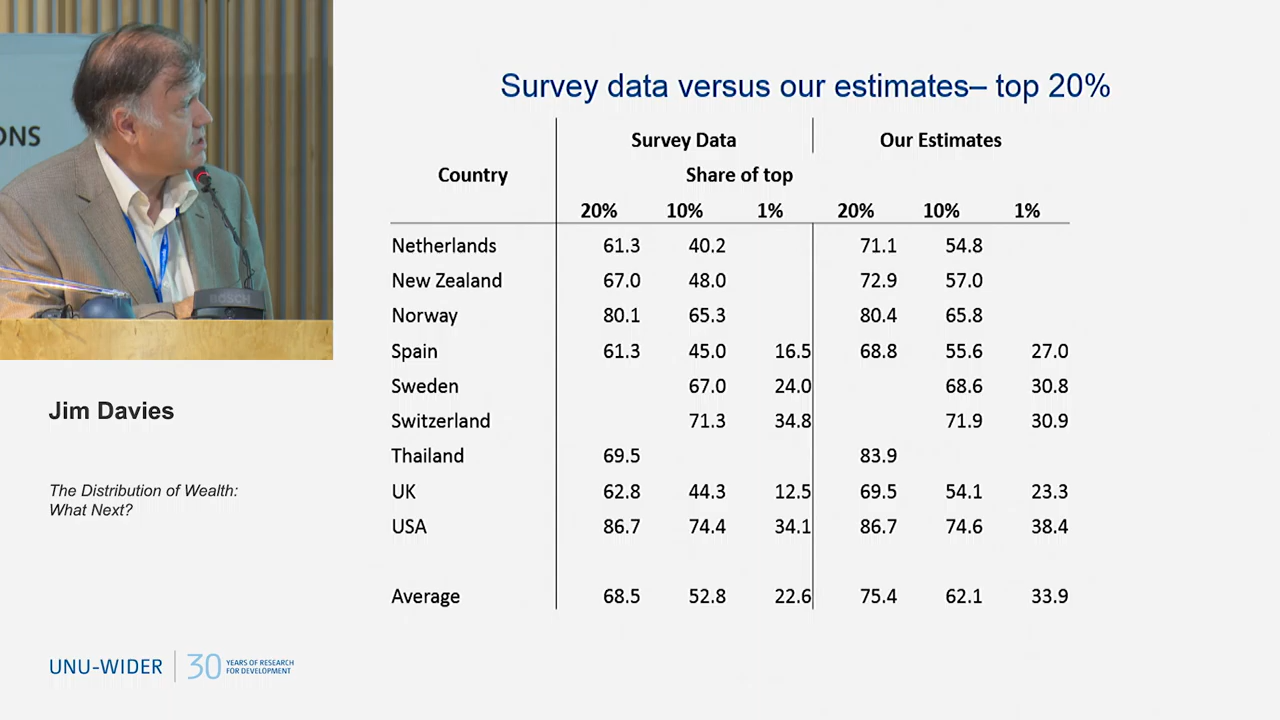 ONS
BOSCH
Jim Davies
The Distribution of Wealth:
What Next?
UNU-WIDER
30 YEARS OF RESEARCH
FOR DEVELOPMENT
Survey data versus our estimates– top 20%
Survey Data Our Estimates
Country Share of top
20% 10% 1% 20% 10% 1%
Netherlands 61.3 40.2 71.1 54.8
New Zealand 67.0 48.0 72.9 57.0
Norway 80.1 65.3 80.4 65.8
Spain 61.3 45.0 16.5 68.8 55.6 27.0
Sweden 67.0 24.0 68.6 30.8
Switzerland 71.3 34.8 71.9 30.9
Thailand 69.5 83.9
UK 62.8 44.3 12.5 69.5 54.1 23.3
USA 86.7 74.4 34.1 86.7 74.6 38.4
Average 68.5 52.8 22.6 75.4 62.1 33.9